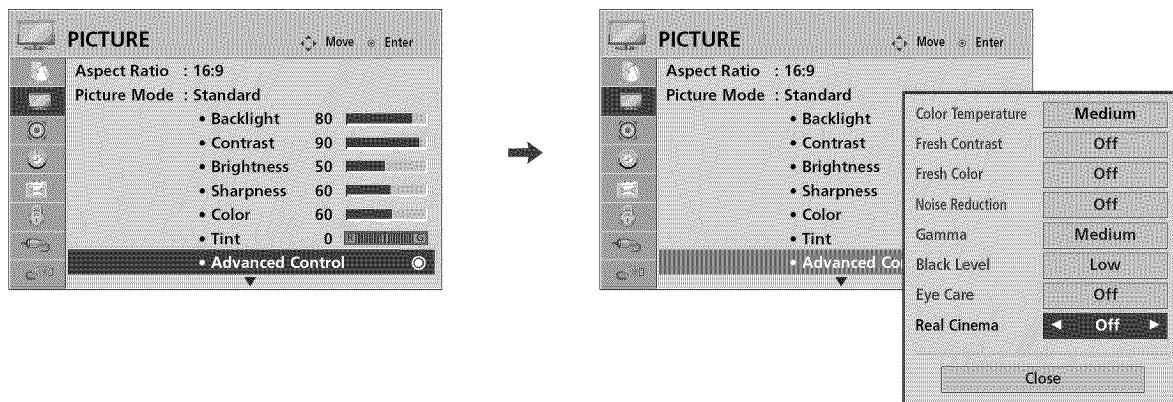 PICTURE Move Enter
Aspect Ratio : 16:9
Picture Mode : Standard
• Backlight 80
• Contrast 90
• Brightness 50
• Sharpness 60
• Color 60
• Tint 0 R G
• Advanced Control
PICTURE Move Enter
Aspect Ratio : 16:9
Picture Mode : Standard
• Backlight
• Contrast
• Brightness
• Sharpness
• Color
• Tint
• Advanced Co
Color Temperature Medium
Fresh Contrast Off
Fresh Color Off
Noise Reduction Off
Gamma Medium
Black Level Low
Eye Care Off
Real Cinema Off
Close